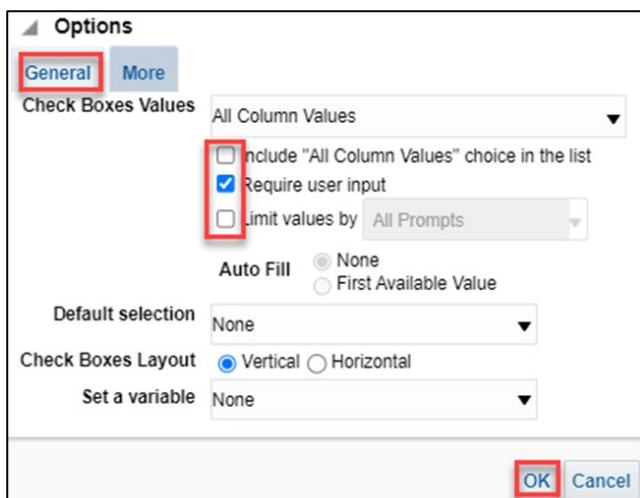 Options
General More
Check Boxes Values All Column Values
Include "All Column Values" choice in the list
Require user input
Limit values by All Prompts
Auto Fill None
First Available Value
Default selection None
Check Boxes Layout Vertical Horizontal
Set a variable None
OK Cancel